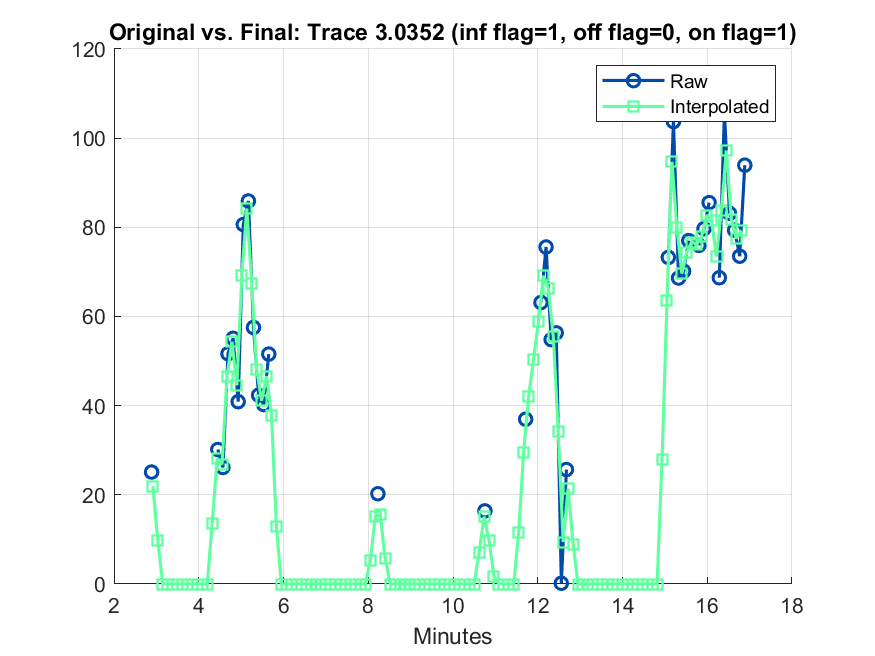 Original vs. Final: Trace 3.0352 (inf flag=1, off flag=0, on flag=1)
120
100
80
60
40
20
0
Raw
Interpolated
2 4 6 8 10 12 14 16 18
Minutes